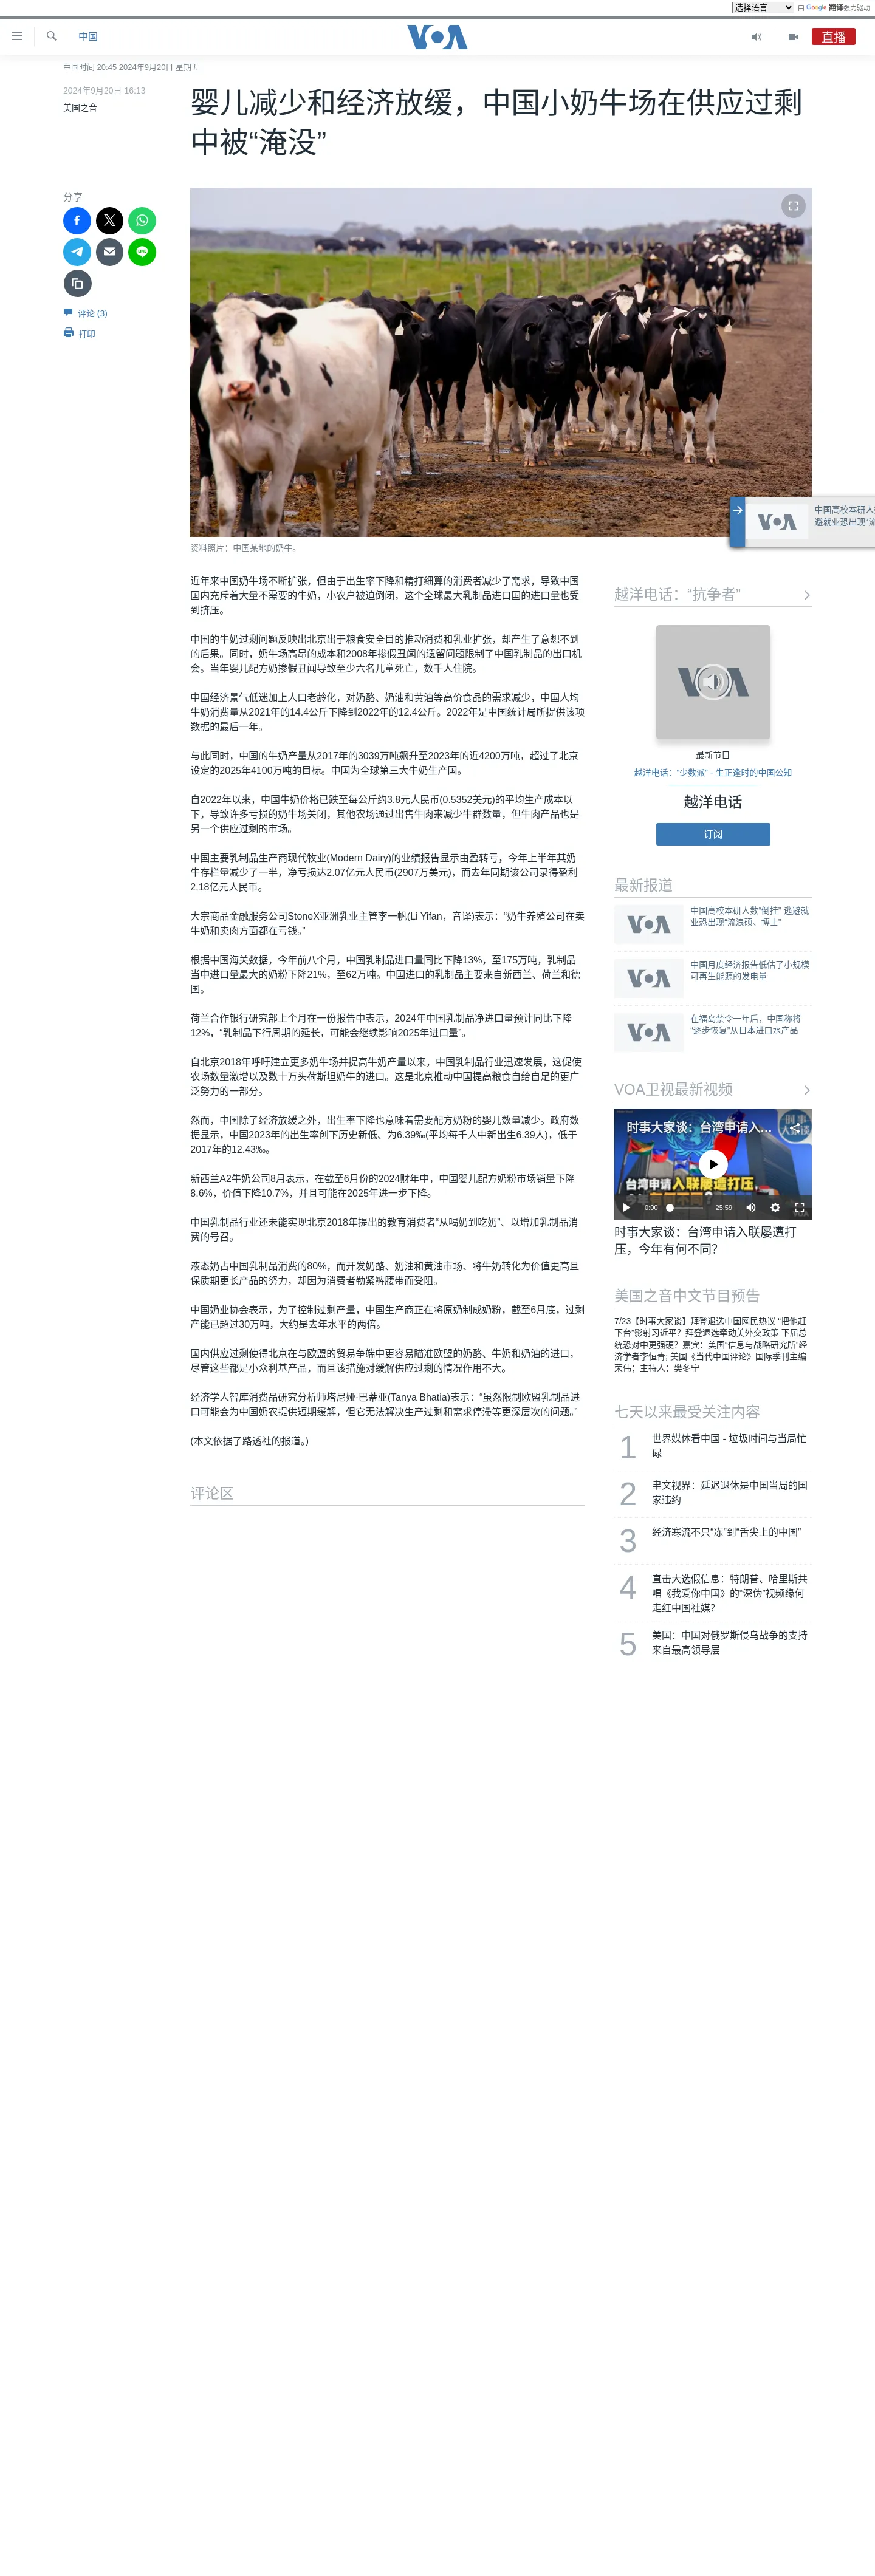 选择语言
由 Google 翻译强力驱动
中国
VOA
直播
中国时间 20:45 2024年9月20日 星期五
2024年9月20日 16:13
美国之音
婴儿减少和经济放缓，中国小奶牛场在供应过剩
中被“淹没”
分享
评论 (3)
打印
资料照片：中国某地的奶牛。
近年来中国奶牛场不断扩张，但由于出生率下降和精打细算的消费者减少了需求，导致中国
国内充斥着大量不需要的牛奶，小农户被迫倒闭，这个全球最大乳制品进口国的进口量也受
到挤压。
中国的牛奶过剩问题反映出北京出于粮食安全目的推动消费和乳业扩张，却产生了意想不到
的后果。同时，奶牛场高昂的成本和2008年掺假丑闻的遗留问题限制了中国乳制品的出口机
会。当年婴儿配方奶掺假丑闻导致至少六名儿童死亡，数千人住院。
中国经济景气低迷加上人口老龄化，对奶酪、奶油和黄油等高价食品的需求减少，中国人均
牛奶消费量从2021年的14.4公斤下降到2022年的12.4公斤。2022年是中国统计局所提供该项
数据的最后一年。
与此同时，中国的牛奶产量从2017年的3039万吨飙升至2023年的近4200万吨，超过了北京
设定的2025年4100万吨的目标。中国为全球第三大牛奶生产国。
自2022年以来，中国牛奶价格已跌至每公斤约3.8元人民币(0.5352美元)的平均生产成本以
下，导致许多亏损的奶牛场关闭，其他农场通过出售牛肉来减少牛群数量，但牛肉产品也是
另一个供应过剩的市场。
中国主要乳制品生产商现代牧业(Modern Dairy)的业绩报告显示由盈转亏，今年上半年其奶
牛存栏量减少了一半，净亏损达2.07亿元人民币(2907万美元)，而去年同期该公司录得盈利
2.18亿元人民币。
大宗商品金融服务公司StoneX亚洲乳业主管李一帆(Li Yifan，音译)表示：“奶牛养殖公司在卖
牛奶和卖肉方面都在亏钱。”
根据中国海关数据，今年前八个月，中国乳制品进口量同比下降13%，至175万吨，乳制品
当中进口量最大的奶粉下降21%，至62万吨。中国进口的乳制品主要来自新西兰、荷兰和德
国。
荷兰合作银行研究部上个月在一份报告中表示，2024年中国乳制品净进口量预计同比下降
12%，“乳制品下行周期的延长，可能会继续影响2025年进口量”。
自北京2018年呼吁建立更多奶牛场并提高牛奶产量以来，中国乳制品行业迅速发展，这促使
农场数量激增以及数十万头荷斯坦奶牛的进口。这是北京推动中国提高粮食自给自足的更广
泛努力的一部分。
然而，中国除了经济放缓之外，出生率下降也意味着需要配方奶粉的婴儿数量减少。政府数
据显示，中国2023年的出生率创下历史新低、为6.39‰(平均每千人中新出生6.39人)，低于
2017年的12.43‰。
新西兰A2牛奶公司8月表示，在截至6月份的2024财年中，中国婴儿配方奶粉市场销量下降
8.6%，价值下降10.7%，并且可能在2025年进一步下降。
中国乳制品行业还未能实现北京2018年提出的教育消费者“从喝奶到吃奶”、以增加乳制品消
费的号召。
液态奶占中国乳制品消费的80%，而开发奶酪、奶油和黄油市场、将牛奶转化为价值更高且
保质期更长产品的努力，却因为消费者勒紧裤腰带而受阻。
中国奶业协会表示，为了控制过剩产量，中国生产商正在将原奶制成奶粉，截至6月底，过剩
产能已超过30万吨，大约是去年水平的两倍。
国内供应过剩使得北京在与欧盟的贸易争端中更容易瞄准欧盟的奶酪、牛奶和奶油的进口，
尽管这些都是小众利基产品，而且该措施对缓解供应过剩的情况作用不大。
经济学人智库消费品研究分析师塔尼娅·巴蒂亚(Tanya Bhatia)表示：“虽然限制欧盟乳制品进
口可能会为中国奶农提供短期缓解，但它无法解决生产过剩和需求停滞等更深层次的问题。”
(本文依据了路透社的报道。)
评论区
VOA
中国高校本研人
避就业恐出现“流
越洋电话：“抗争者”
VOA
最新节目
越洋电话：“少数派” - 生正逢时的中国公知
越洋电话
订阅
最新报道
VOA
中国高校本研人数“倒挂” 逃避就
业恐出现“流浪硕、博士”
VOA
中国月度经济报告低估了小规模
可再生能源的发电量
VOA
在福岛禁令一年后，中国称将
“逐步恢复”从日本进口水产品
VOA卫视最新视频
时事大家谈：台湾申请入...
台湾申请入联屡遭打压
0:00
25:59
时事大家谈：台湾申请入联屡遭打
压，今年有何不同？
美国之音中文节目预告
7/23【时事大家谈】拜登退选中国网民热议 “把他赶
下台”影射习近平？拜登退选牵动美外交政策 下届总
统恐对中更强硬？嘉宾：美国“信息与战略研究所”经
济学者李恒青; 美国《当代中国评论》国际季刊主编
荣伟；主持人：樊冬宁
七天以来最受关注内容
1
世界媒体看中国 - 垃圾时间与当局忙
碌
2
聿文视界：延迟退休是中国当局的国
家违约
3
经济寒流不只“冻”到“舌尖上的中国”
4
直击大选假信息：特朗普、哈里斯共
唱《我爱你中国》的“深伪”视频缘何
走红中国社媒？
5
美国：中国对俄罗斯侵乌战争的支持
来自最高领导层